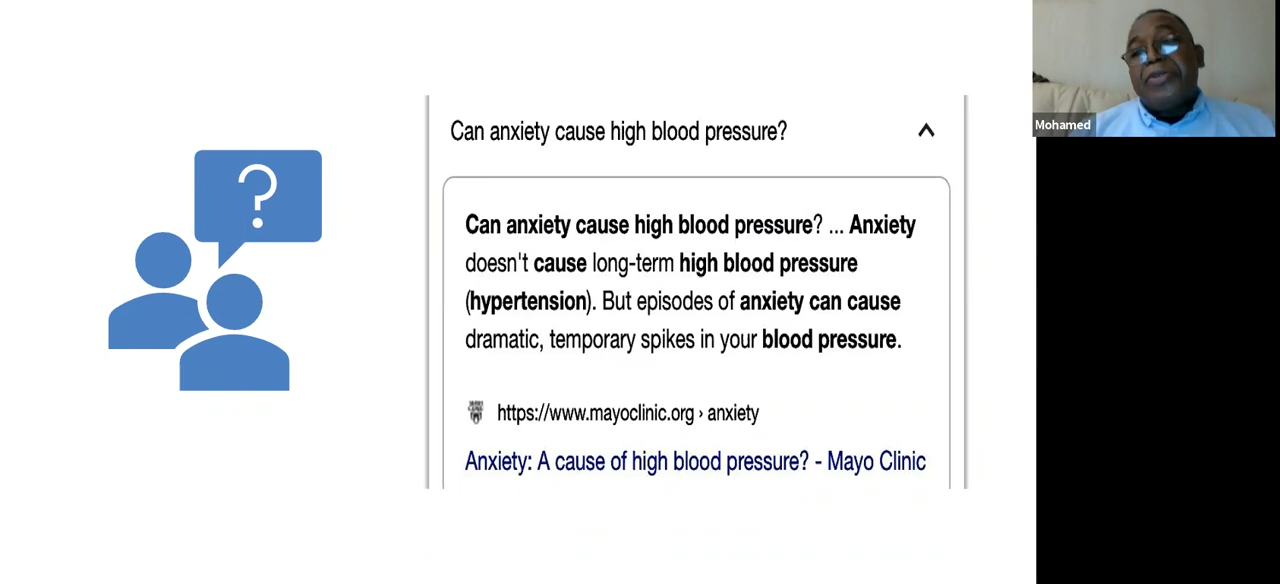 Can anxiety cause high blood pressure?
?
Can anxiety cause high blood pressure? ... Anxiety
doesn't cause long-term high blood pressure
(hypertension). But episodes of anxiety can cause
dramatic, temporary spikes in your blood pressure.
https://www.mayoclinic.org › anxiety
Anxiety: A cause of high blood pressure? - Mayo Clinic
Mohamed